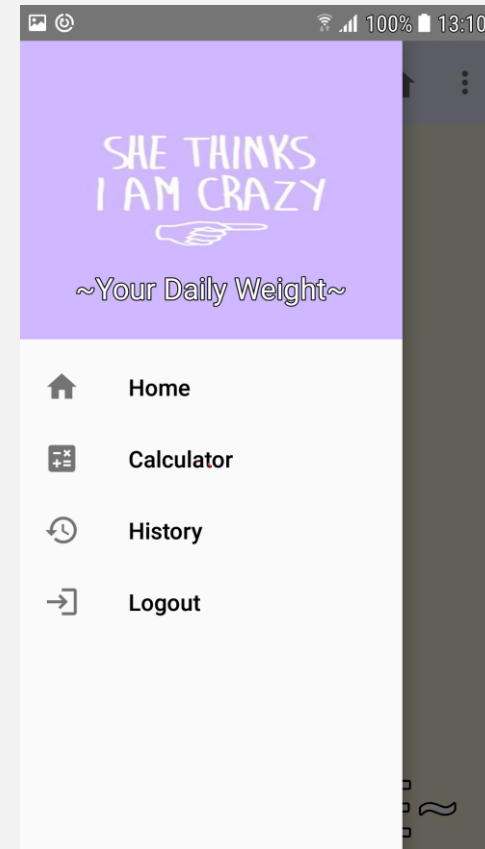 100% 13:10
SHE THINKS
I AM CRAZY
~Your Daily Weight~
Home
Calculator
History
Logout